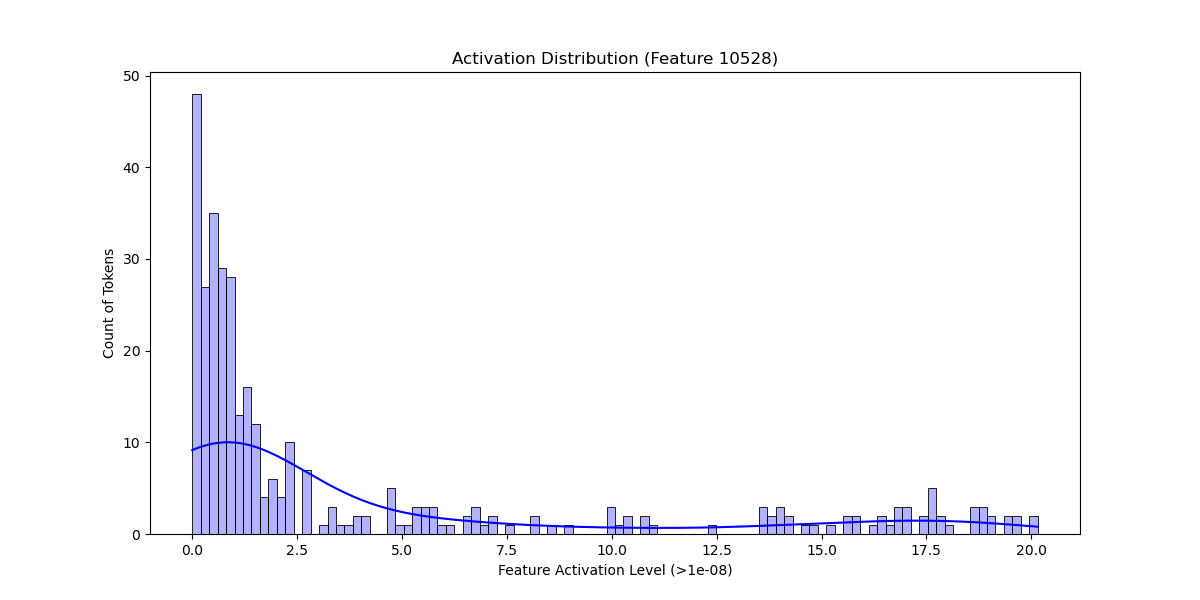 Activation Distribution (Feature 10528)
50
40
30
20
10
0
Count of Tokens
0.0 2.5 5.0 7.5 10.0 12.5 15.0 17.5 20.0
Feature Activation Level (>1e-08)